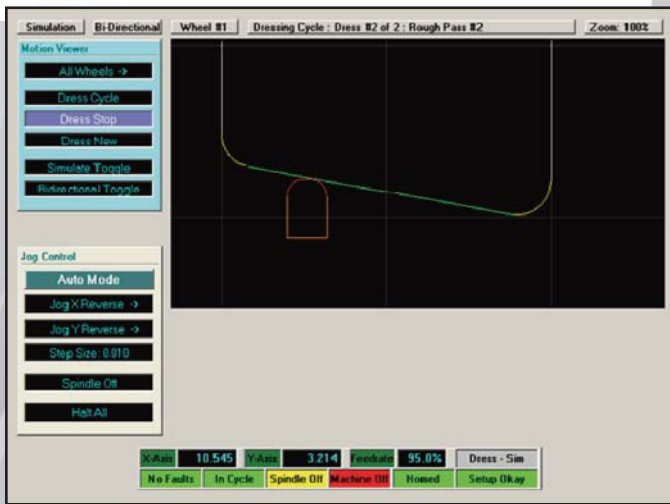 Simulation Bi-Directional Wheel #1 Dressing Cycle : Dress #2 of 2 : Rough Pass #2 Zoom: 100%
Motion Viewer
All Wheels ->
Dress Cycle
Dress Stop
Dress New
Simulate Toggle
Bidirectional Toggle
Jog Control
Auto Mode
Jog X Reverse ->
Jog Y Reverse ->
Step Size: 0.010
Spindle Off
Halt All
X-Axis 10.545 Y-Axis 3.214 Feedrate 95.0% Dress - Sim
No Faults In Cycle Spindle Off Machine Off Homed Setup Okay